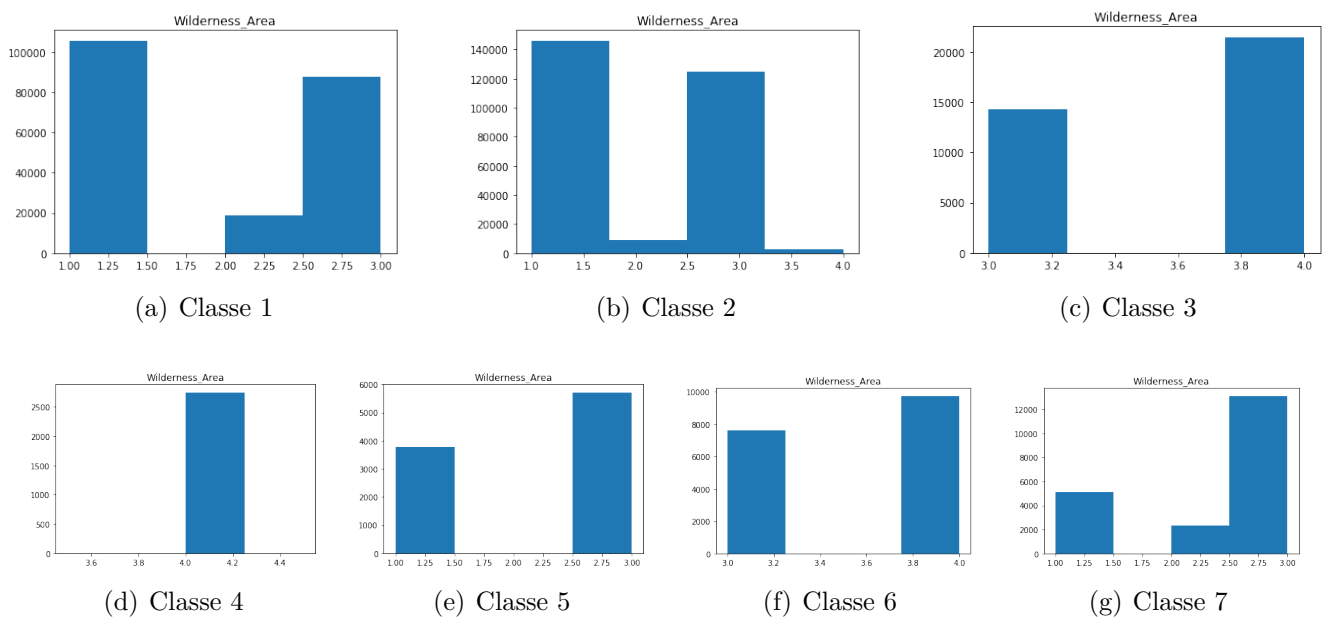 Wilderness_Area
100000
80000
60000
40000
20000
0
1.00 1.25 1.50 1.75 2.00 2.25 2.50 2.75 3.00
(a) Classe 1
Wilderness_Area
140000
120000
100000
80000
60000
40000
20000
0
1.0 1.5 2.0 2.5 3.0 3.5 4.0
(b) Classe 2
Wilderness_Area
20000
15000
10000
5000
0
3.0 3.2 3.4 3.6 3.8 4.0
(c) Classe 3
Wilderness_Area
2500
2000
1500
1000
500
0
3.6 3.8 4.0 4.2 4.4
(d) Classe 4
Wilderness_Area
6000
5000
4000
3000
2000
1000
0
1.00 1.25 1.50 1.75 2.00 2.25 2.50 2.75 3.00
(e) Classe 5
Wilderness_Area
10000
8000
6000
4000
2000
0
3.0 3.2 3.4 3.6 3.8 4.0
(f) Classe 6
Wilderness_Area
12000
10000
8000
6000
4000
2000
0
1.00 1.25 1.50 1.75 2.00 2.25 2.50 2.75 3.00
(g) Classe 7